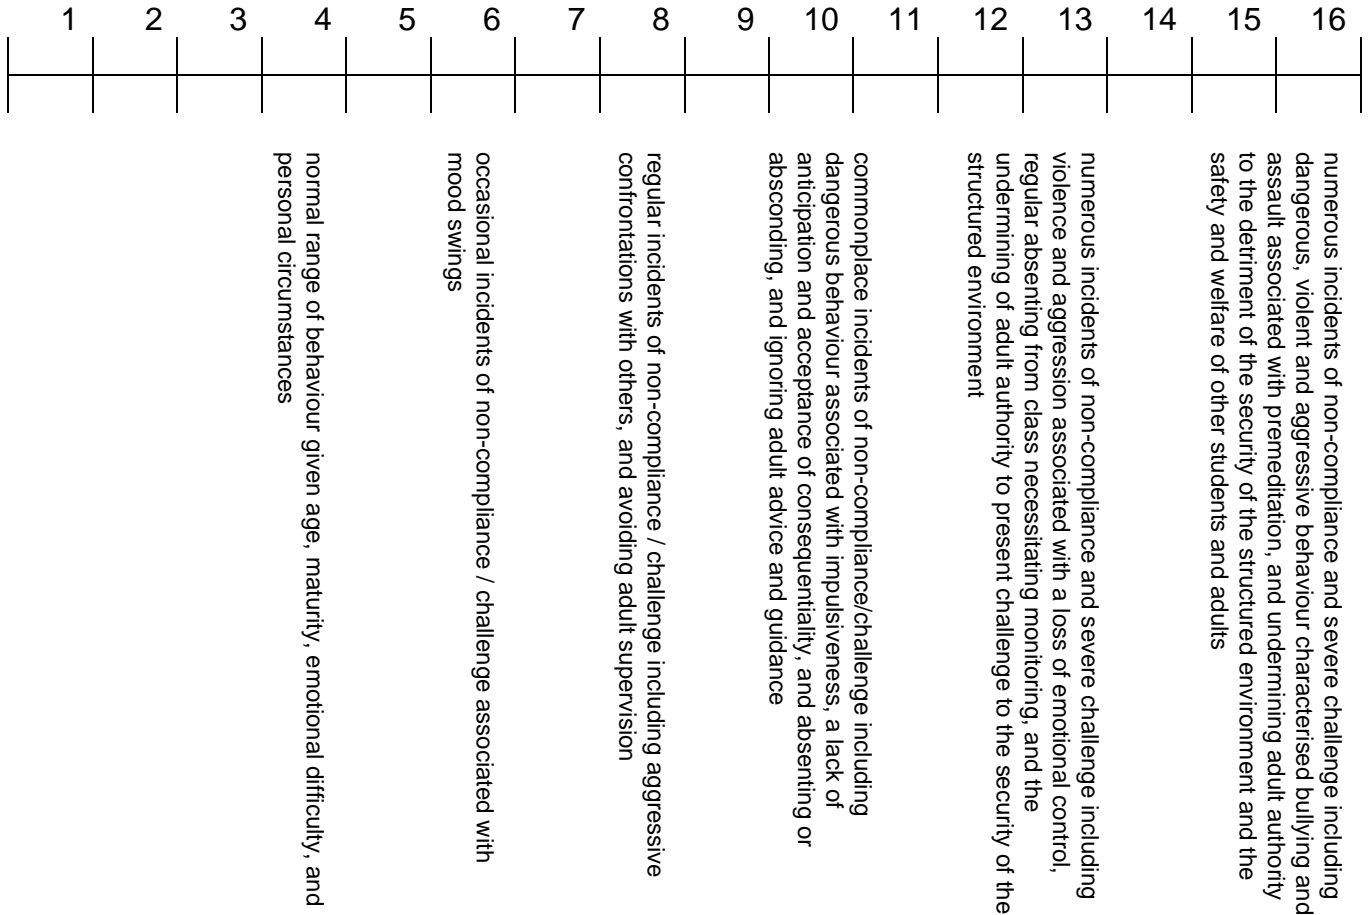 1 2 3 4 5 6 7 8 9 10 11 12 13 14 15 16
normal range of behaviour given age, maturity, emotional difficulty, and
personal circumstances
occasional incidents of non-compliance / challenge associated with
mood swings
regular incidents of non-compliance / challenge including aggressive
confrontations with others, and avoiding adult supervision
commonplace incidents of non-compliance/challenge including
dangerous behaviour associated with impulsiveness, a lack of
anticipation and acceptance of consequentiality, and absenting or
absconding, and ignoring adult advice and guidance
numerous incidents of non-compliance and severe challenge including
violence and aggression associated with a loss of emotional control,
regular absenting from class necessitating monitoring, and the
undermining of adult authority to present challenge to the security of the
structured environment
numerous incidents of non-compliance and severe challenge including
dangerous, violent and aggressive behaviour characterised bullying and
assault associated with premeditation, and undermining adult authority
to the detriment of the security of the structured environment and the
safety and welfare of other students and adults